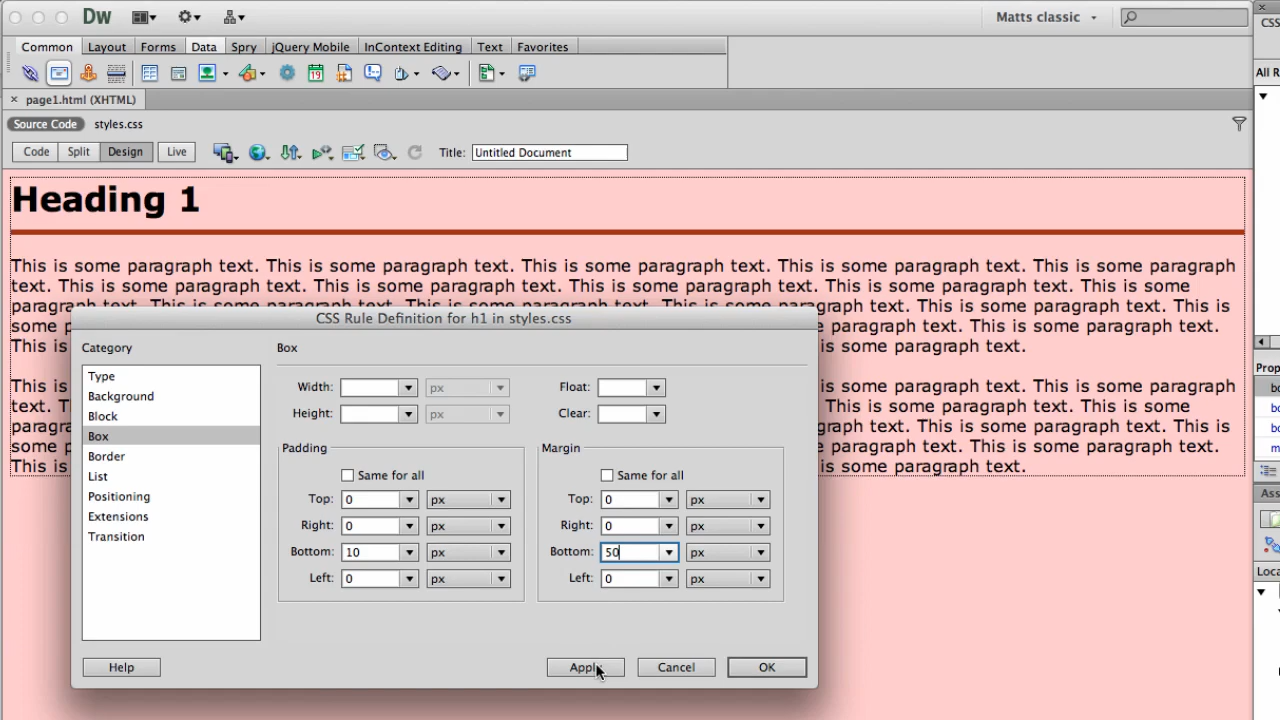 Dw Matts classic
CSS
Common Layout Forms Data Spry jQuery Mobile InContext Editing Text Favorites
19
All R
page1.html (XHTML)
Source Code styles.css
Code Split Design Live Title: Untitled Document
Heading 1
This is some paragraph text. This is some paragraph text. This is some paragraph text. This is some paragraph text. This is some paragraph
text. This is some paragraph text. This is some paragraph text. This is some paragraph text. This is some paragraph text. This is some
paragraph text. This is some paragraph text. This is some paragraph text. This is some paragraph text. This is some paragraph text. This is
some p is some paragraph text.
This is is some paragraph text.
CSS Rule Definition for h1 in styles.css
Category Box
Type
Background
Block
Box
Border
List
Positioning
Extensions
Transition
Width: px Float:
Height: px Clear:
Padding Margin
Same for all Same for all
Top: 0 px Top: 0 px
Right: 0 px Right: 0 px
Bottom: 10 px Bottom: 50 px
Left: 0 px Left: 0 px
Help Apply Cancel OK
Prop
bo
bo
bo
m
Asse
Loca